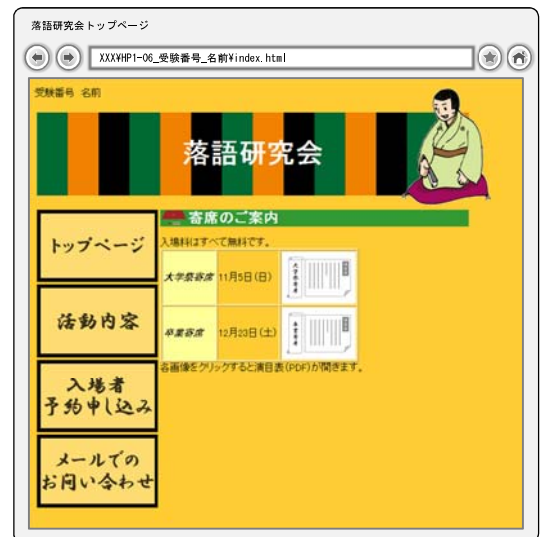 落語研究会トップページ
XXX¥HP1-06_受験番号_名前¥index.html
受験番号 名前
落語研究会
トップページ
活動内容
入場者
予約申し込み
メールでの
お問い合わせ
寄席のご案内
入場料はすべて無料です。
大学祭寄席 11月5日(日)
卒業寄席 12月23日(土)
各画像をクリックすると演目表(PDF)が開きます。